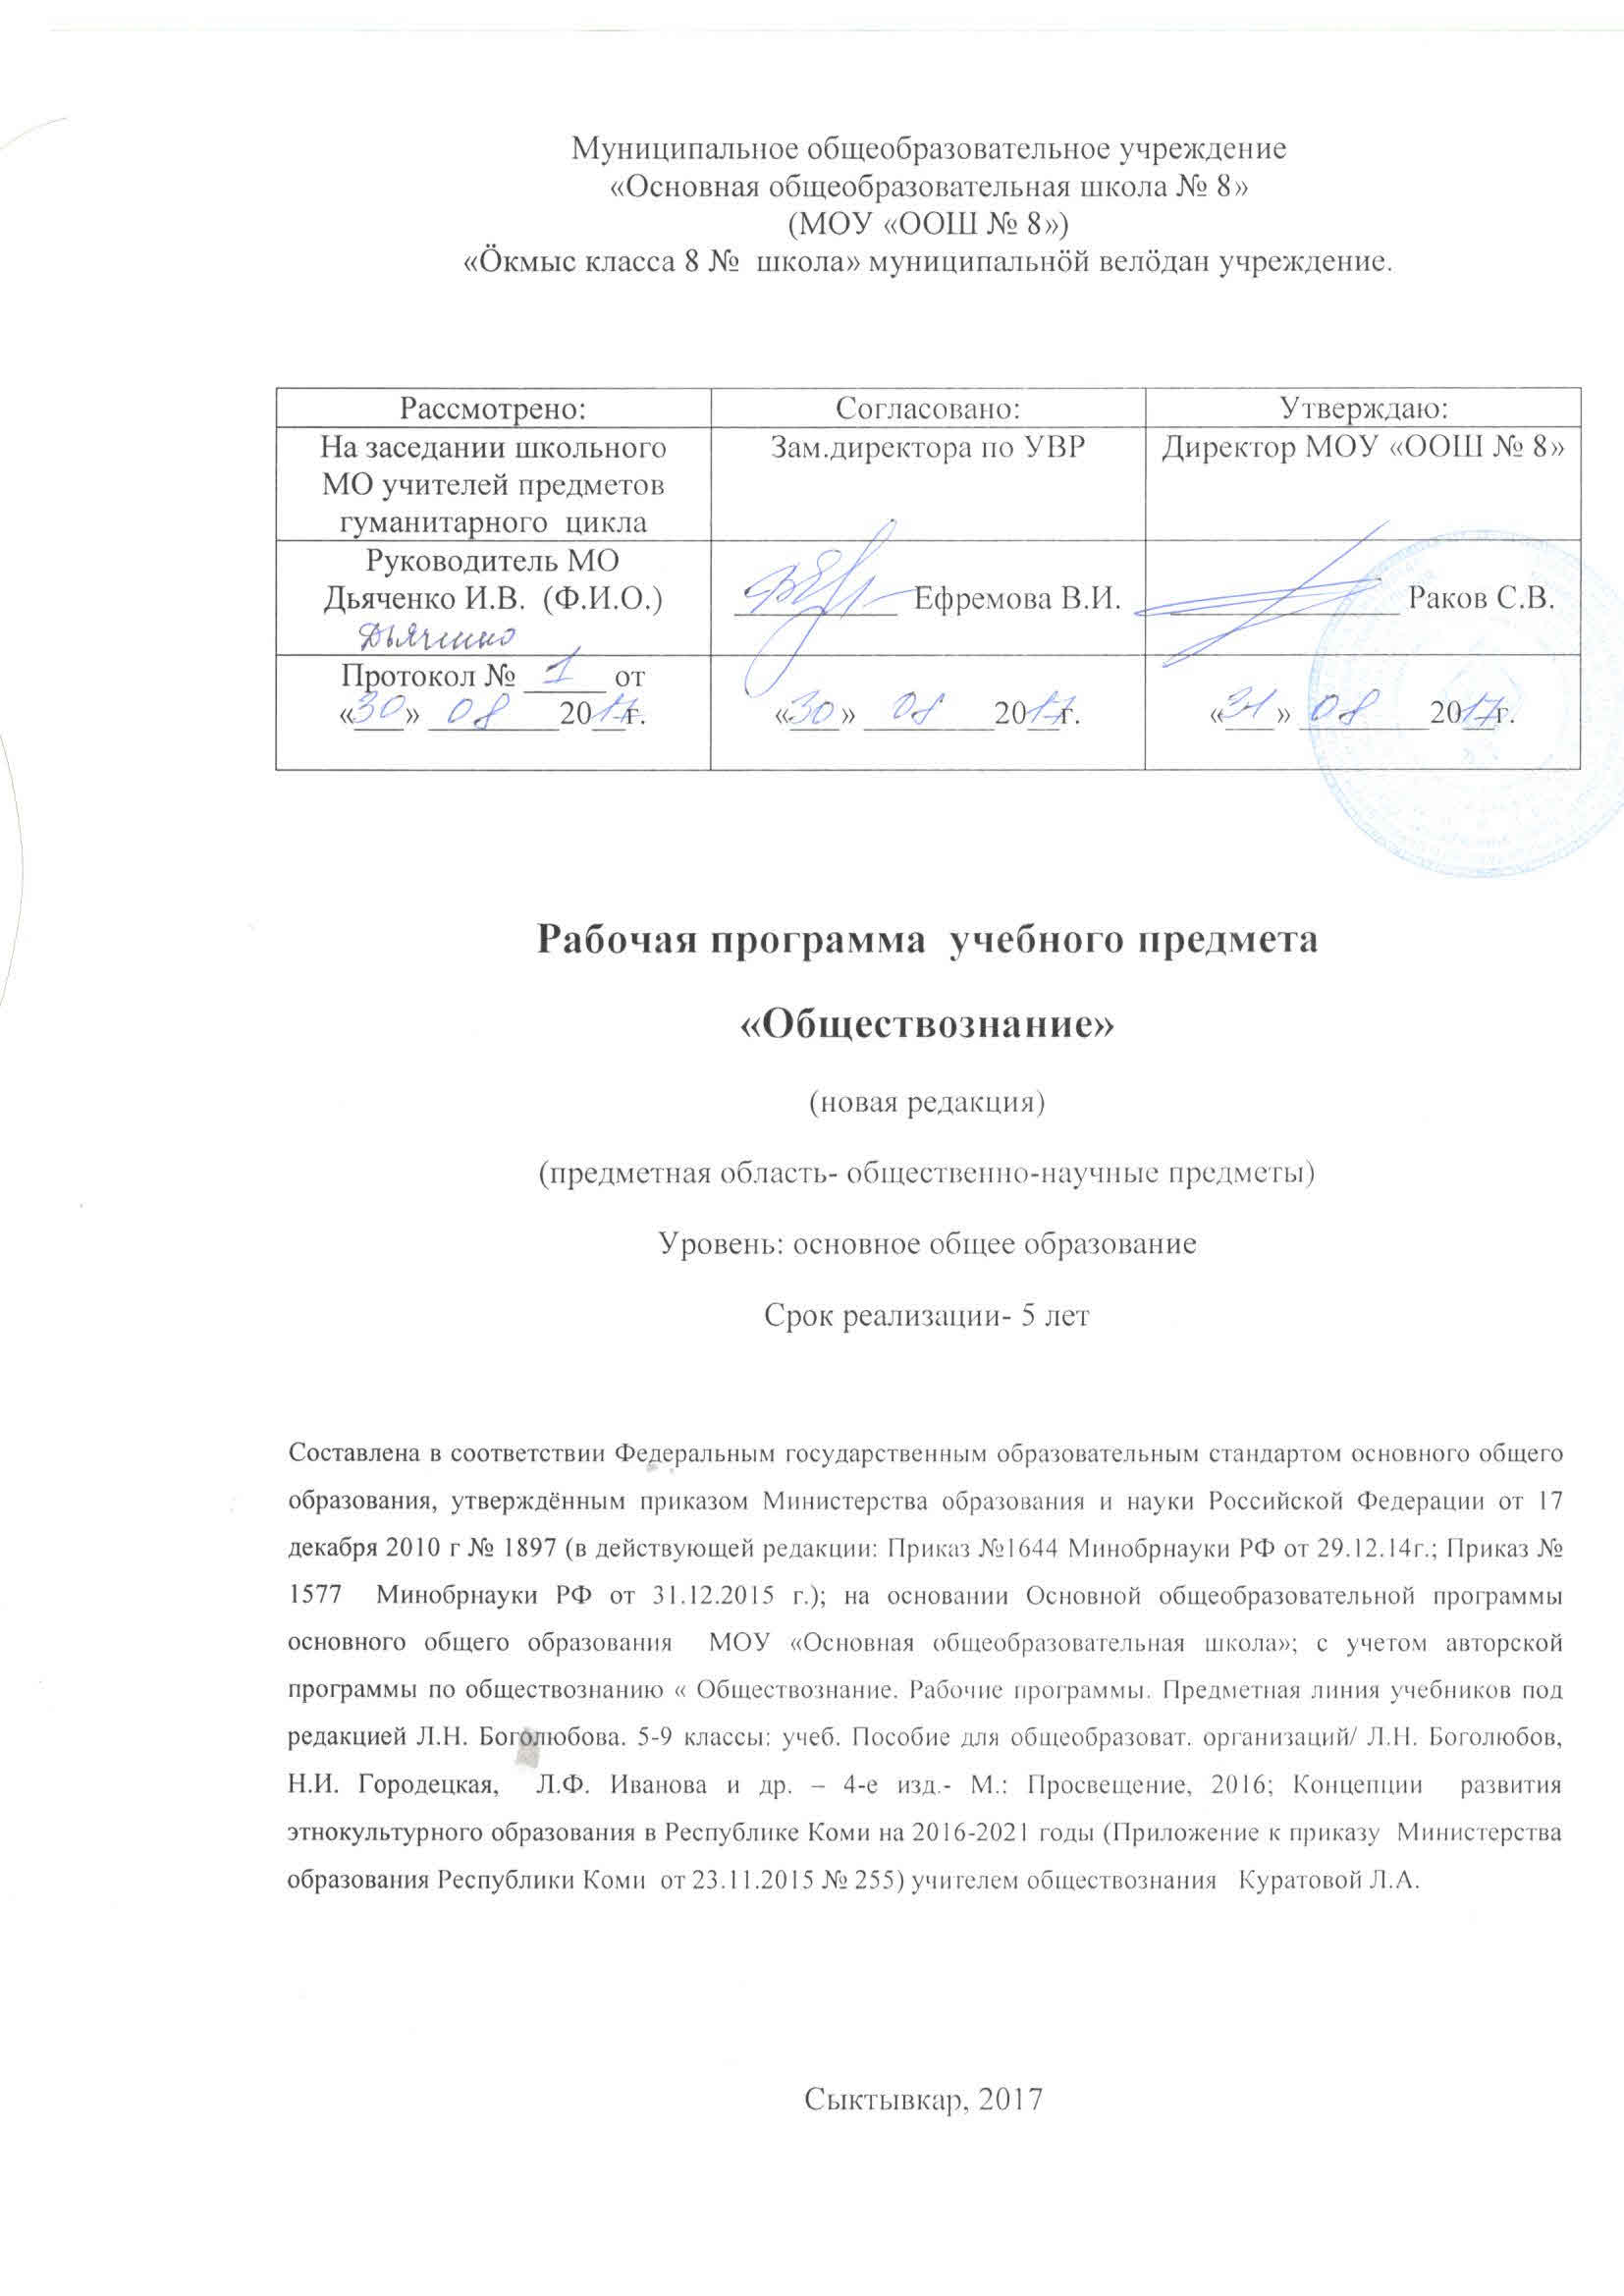 Муниципальное общеобразовательное учреждение
«Основная общеобразовательная школа № 8»
(МОУ «ООШ № 8»)
«Öкмыс класса 8 № школа» муниципальнöй велöдан учреждение.
Рассмотрено:
На заседании школьного
МО учителей предметов
гуманитарного цикла
Руководитель МО
Дьяченко И.В. (Ф.И.О.)
Дьяченко
Протокол № 1 от
«30» 08 2017г.
Согласовано:
Зам.директора по УВР
Ефремова В.И.
«30» 08 2017г.
Утверждаю:
Директор МОУ «ООШ № 8»
Раков С.В.
«31» 08 2017г.
Рабочая программа учебного предмета
«Обществознание»
(новая редакция)
(предметная область- общественно-научные предметы)
Уровень: основное общее образование
Срок реализации- 5 лет
Составлена в соответствии Федеральным государственным образовательным стандартом основного общего
образования, утверждённым приказом Министерства образования и науки Российской Федерации от 17
декабря 2010 г № 1897 (в действующей редакции: Приказ №1644 Минобрнауки РФ от 29.12.14г.; Приказ №
1577 Минобрнауки РФ от 31.12.2015 г.); на основании Основной общеобразовательной программы
основного общего образования МОУ «Основная общеобразовательная школа»; с учетом авторской
программы по обществознанию « Обществознание. Рабочие программы. Предметная линия учебников под
редакцией Л.Н. Боголюбова. 5-9 классы: учеб. Пособие для общеобразоват. организаций/ Л.Н. Боголюбов,
Н.И. Городецкая, Л.Ф. Иванова и др. – 4-е изд.- М.: Просвещение, 2016; Концепции развития
этнокультурного образования в Республике Коми на 2016-2021 годы (Приложение к приказу Министерства
образования Республики Коми от 23.11.2015 № 255) учителем обществознания Куратовой Л.А.
Сыктывкар, 2017